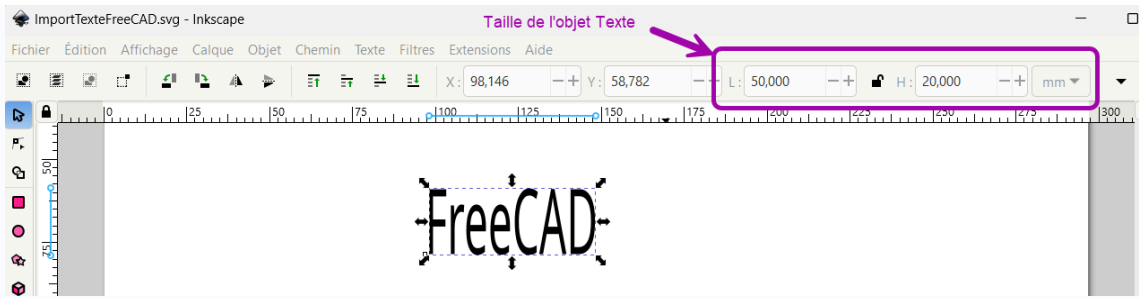 ImportTexteFreeCAD.svg - Inkscape
Taille de l'objet Texte
Fichier Édition Affichage Calque Objet Chemin Texte Filtres Extensions Aide
X: 98,146 Y: 58,782 L: 50,000 H: 20,000 mm
0 25 50 75 100 125 150 175 200 225 250 275 300
50
75
FreeCAD